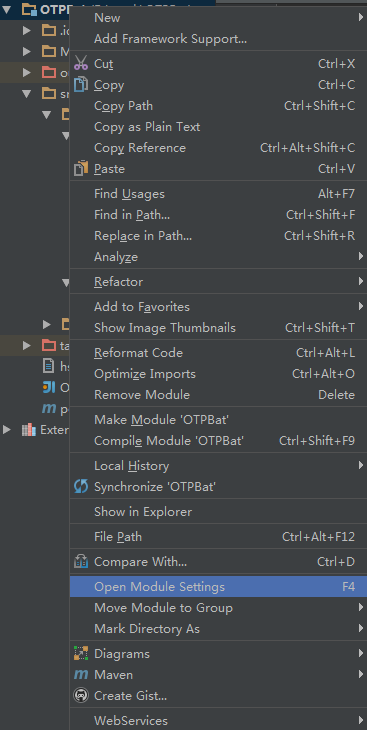 OTPB
New
.ic
Add Framework Support...
M
Cut Ctrl+X
Copy Ctrl+C
Copy Path Ctrl+Shift+C
Copy as Plain Text
Copy Reference Ctrl+Alt+Shift+C
Paste Ctrl+V
Find Usages Alt+F7
Find in Path... Ctrl+Shift+F
Replace in Path... Ctrl+Shift+R
Analyze
Refactor
Add to Favorites
Show Image Thumbnails Ctrl+Shift+T
ta
Reformat Code Ctrl+Alt+L
hs
Optimize Imports Ctrl+Alt+O
O
Remove Module Delete
Make Module 'OTPBat'
Exter
Compile Module 'OTPBat' Ctrl+Shift+F9
Local History
Synchronize 'OTPBat'
Show in Explorer
File Path Ctrl+Alt+F12
Compare With... Ctrl+D
Open Module Settings F4
Move Module to Group
Mark Directory As
Diagrams
Maven
Create Gist...
WebServices